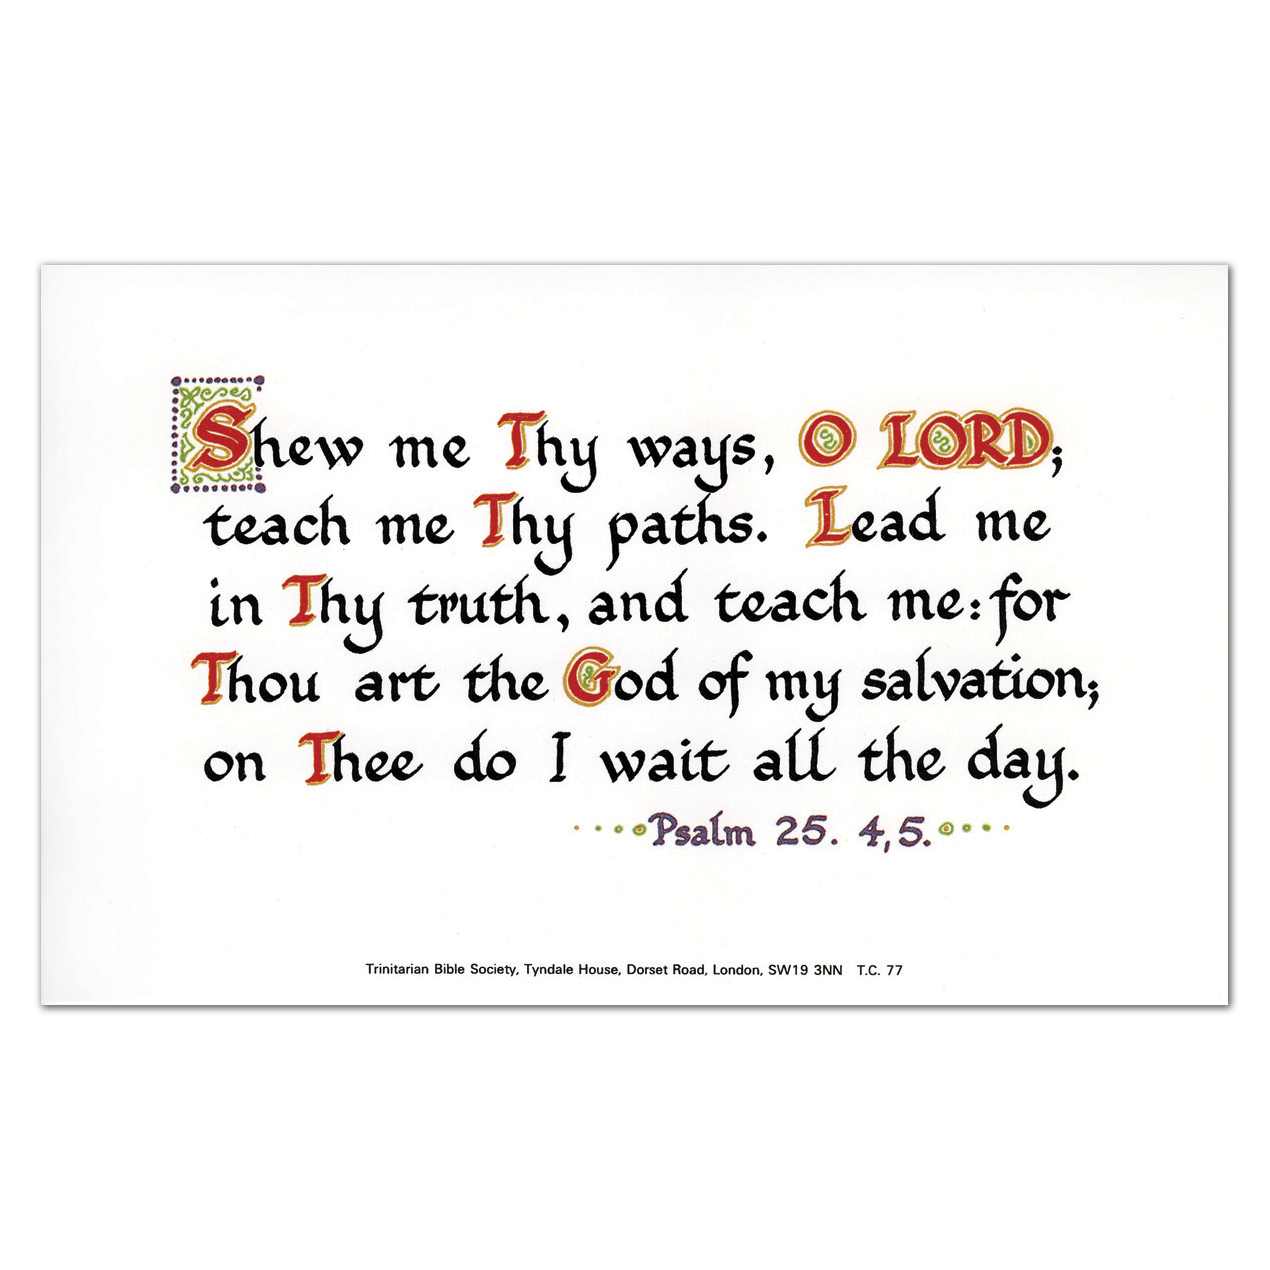 Shew me Thy ways, O LORD;
teach me Thy paths. Lead me
in Thy truth, and teach me: for
Thou art the God of my salvation;
on Thee do I wait all the day.
Psalm 25. 4,5.
Trinitarian Bible Society, Tyndale House, Dorset Road, London, SW19 3NN T.C. 77